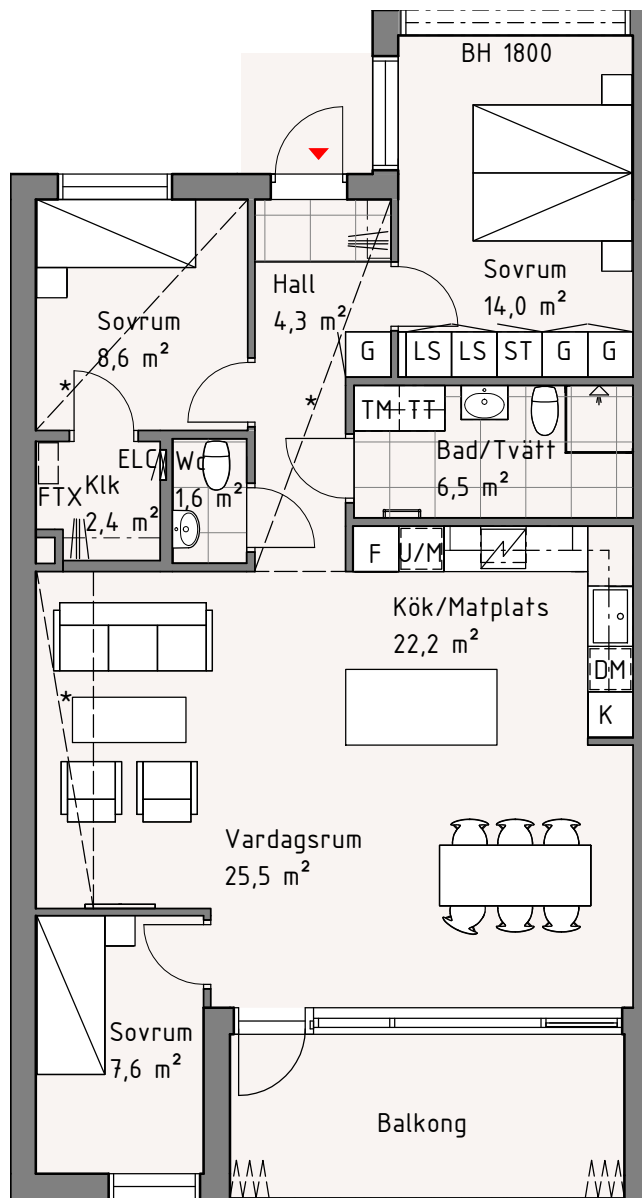 BH 1800
Sovrum
14,0 m²
Hall
4,3 m²
Sovrum
8,6 m²
*
*
G
LS
LS
ST
G
G
TM
TT
Bad/Tvätt
6,5 m²
ELC
Wc
1,6 m²
FTX
Klk
2,4 m²
F
U/M
Kök/Matplats
22,2 m²
DM
K
*
Vardagsrum
25,5 m²
Sovrum
7,6 m²
Balkong